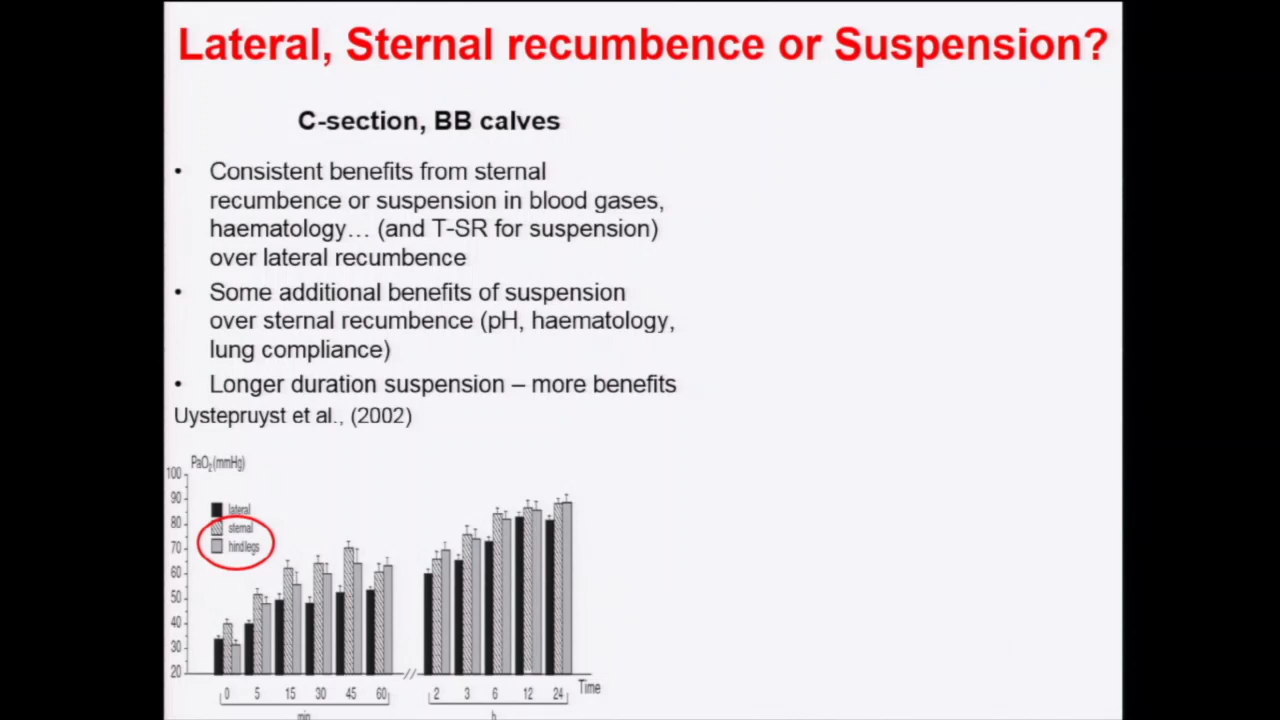 Lateral, Sternal recumbence or Suspension?
C-section, BB calves
• Consistent benefits from sternal
recumbence or suspension in blood gases,
haematology… (and T-SR for suspension)
over lateral recumbence
• Some additional benefits of suspension
over sternal recumbence (pH, haematology,
lung compliance)
• Longer duration suspension – more benefits
Uystepruyst et al., (2002)
PaO₂(mmHg)
100
90
80
70
60
50
40
30
20
lateral
sternal
hindlegs
0 5 15 30 45 60 // 2 3 6 12 24 Time
min h